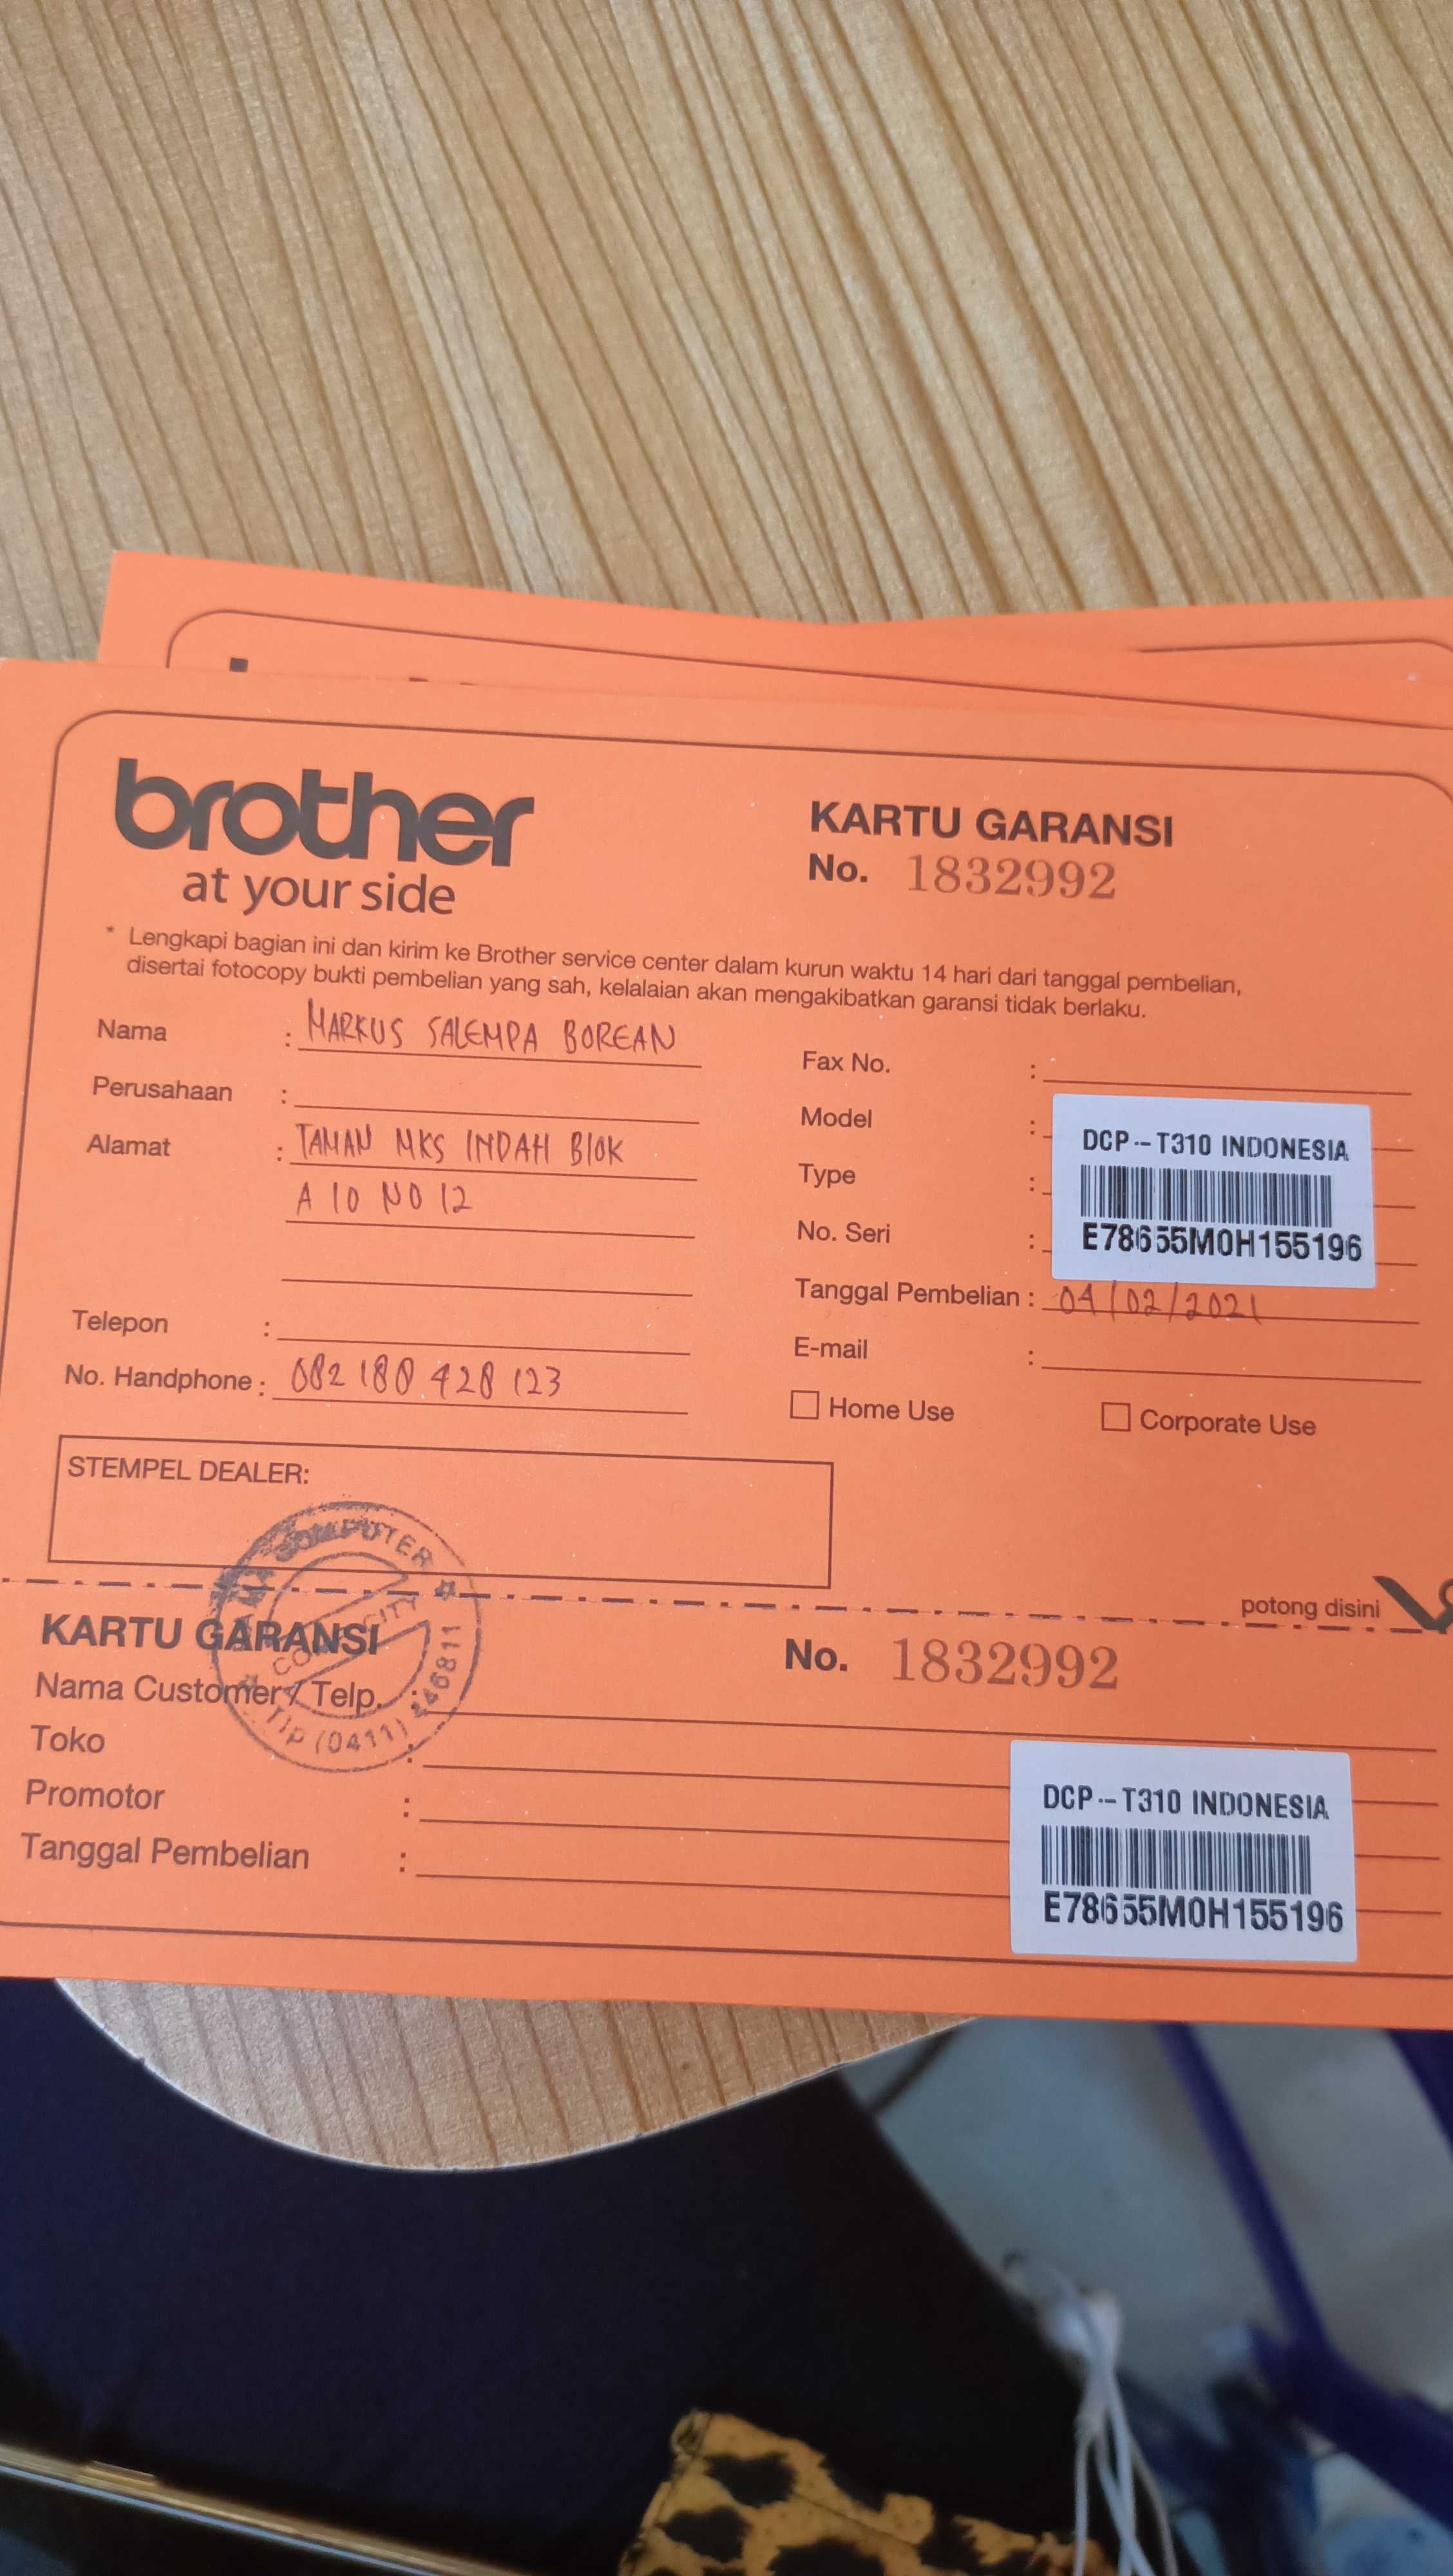 brother
at your side
KARTU GARANSI
No. 1832992
* Lengkapi bagian ini dan kirim ke Brother service center dalam kurun waktu 14 hari dari tanggal pembelian,
disertai fotocopy bukti pembelian yang sah, kelalaian akan mengakibatkan garansi tidak berlaku.
Nama : MARKUS SALEMPA BOREAN
Perusahaan :
Alamat : TAMAN MKS INDAH BLOK
A 10 NO 12
Telepon :
No. Handphone : 082 180 428 123
Fax No. :
Model :
Type :
No. Seri :
DCP-T310 INDONESIA
E78655M0H155196
Tanggal Pembelian : 04/02/2021
E-mail :
Home Use
Corporate Use
STEMPEL DEALER:
COMPUTER
CITY
Tlp (0411)
potong disini
KARTU GARANSI
No. 1832992
Nama Customer / Telp. :
Toko :
Promotor :
Tanggal Pembelian :
DCP-T310 INDONESIA
E78655M0H155196